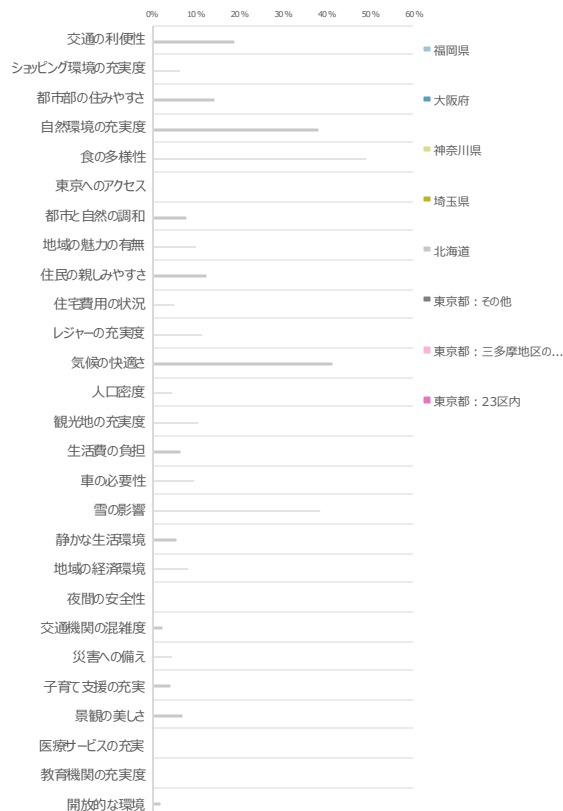 0% 10% 20% 30% 40% 50% 60%
交通の利便性
ショッピング環境の充実度
都市部の住みやすさ
自然環境の充実度
食の多様性
東京へのアクセス
都市と自然の調和
地域の魅力の有無
住民の親しみやすさ
住宅費用の状況
レジャーの充実度
気候の快適さ
人口密度
観光地の充実度
生活費の負担
車の必要性
雪の影響
静かな生活環境
地域の経済環境
夜間の安全性
交通機関の混雑度
災害への備え
子育て支援の充実
景観の美しさ
医療サービスの充実
教育機関の充実度
開放的な環境
福岡県
大阪府
神奈川県
埼玉県
北海道
東京都：その他
東京都：三多摩地区の…
東京都：23区内